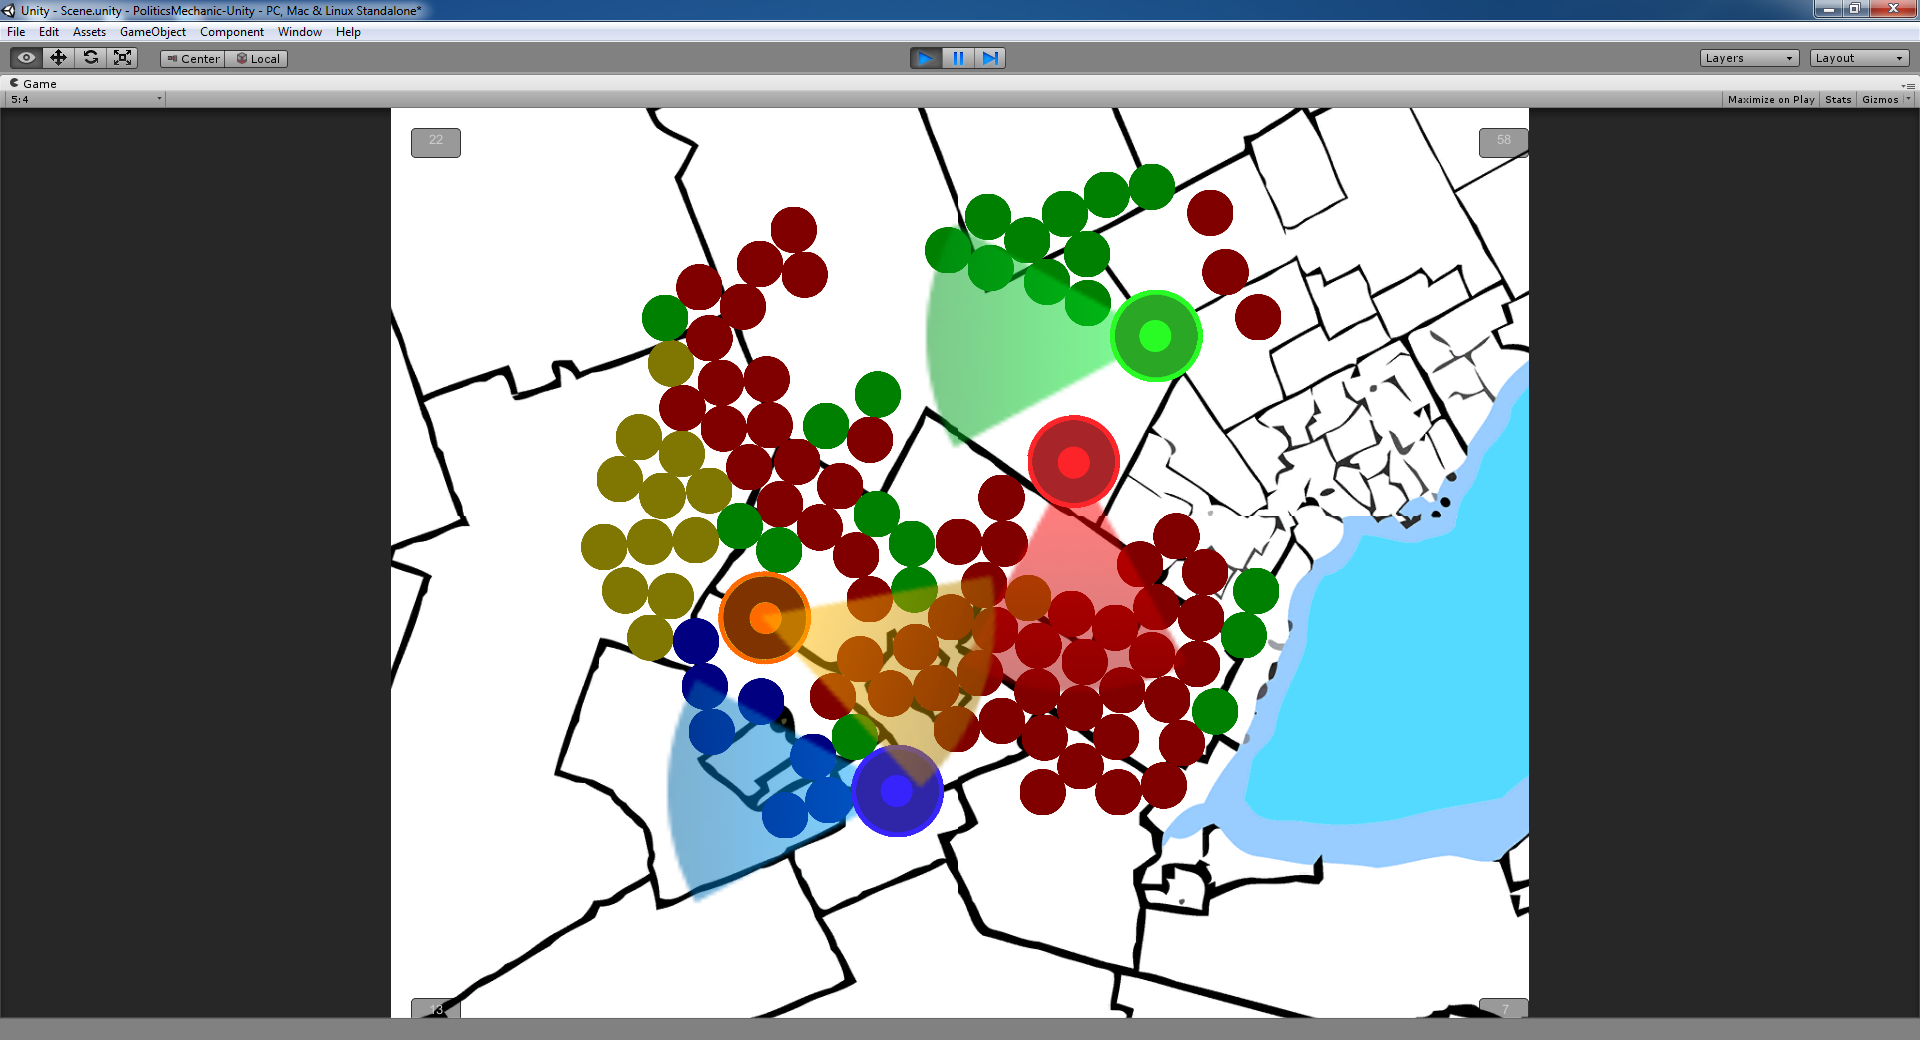 Unity - Scene.unity - PoliticsMechanic-Unity - PC, Mac & Linux Standalone*
File Edit Assets GameObject Component Window Help
Center Local Layers Layout
Game
5:4 Maximize on Play Stats Gizmos
22 58
13 7